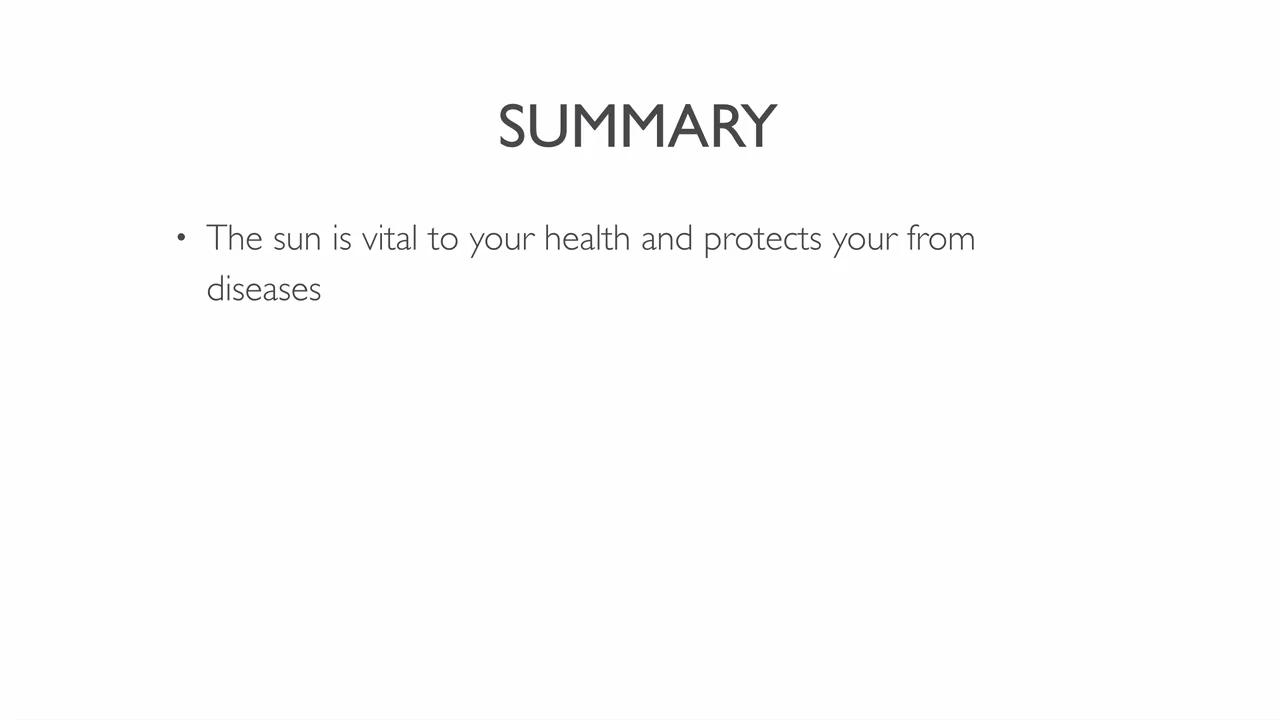 SUMMARY
• The sun is vital to your health and protects your from
diseases